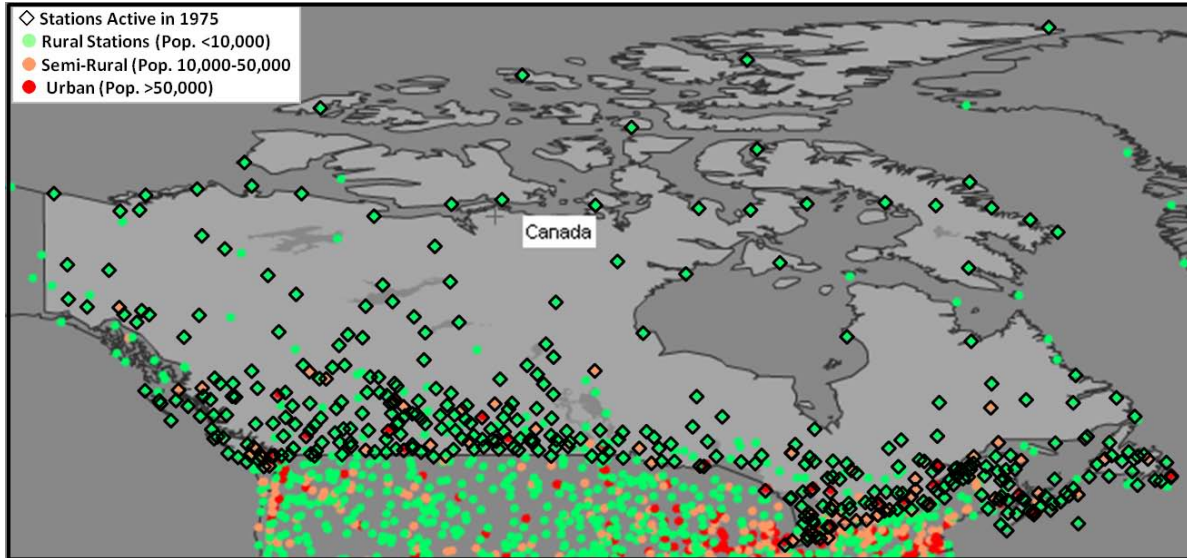 Stations Active in 1975
Rural Stations (Pop. <10,000)
Semi-Rural (Pop. 10,000-50,000
Urban (Pop. >50,000)
Canada